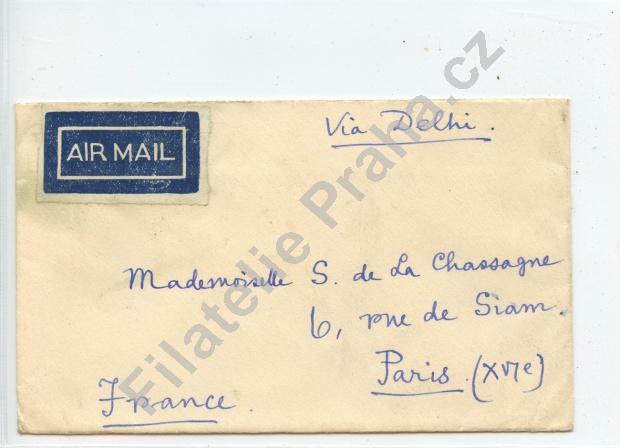 Via Delhi.
AIR MAIL
Mademoiselle S. de La Chassagne
6, rue de Siam.
Paris (XVIe)
France.
Filatelie Praha.cz